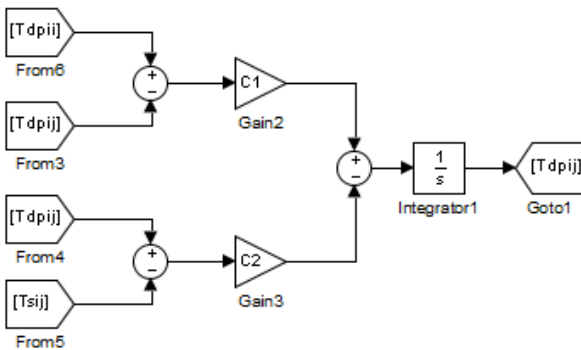 [Tdpii]
From6
+
−
C1
Gain2
[Tdpij]
From3
+
−
1
s
Integrator1
[Tdpij]
Goto1
[Tdpij]
From4
+
−
C2
Gain3
[Tsij]
From5